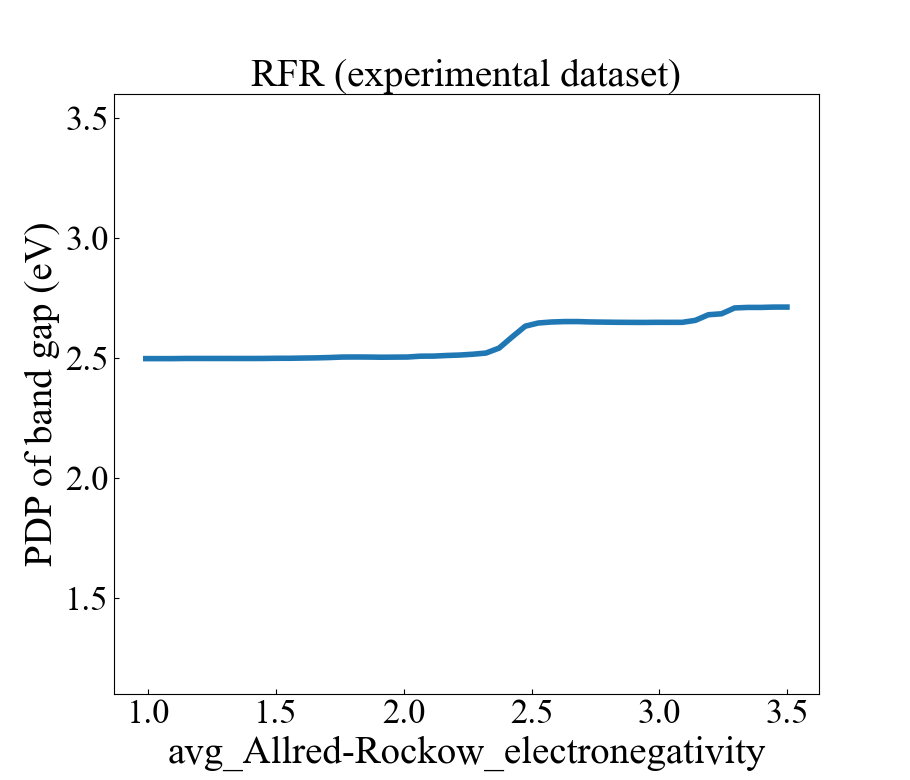 RFR (experimental dataset)
PDP of band gap (eV)
3.5
3.0
2.5
2.0
1.5
1.0 1.5 2.0 2.5 3.0 3.5
avg_Allred-Rockow_electronegativity